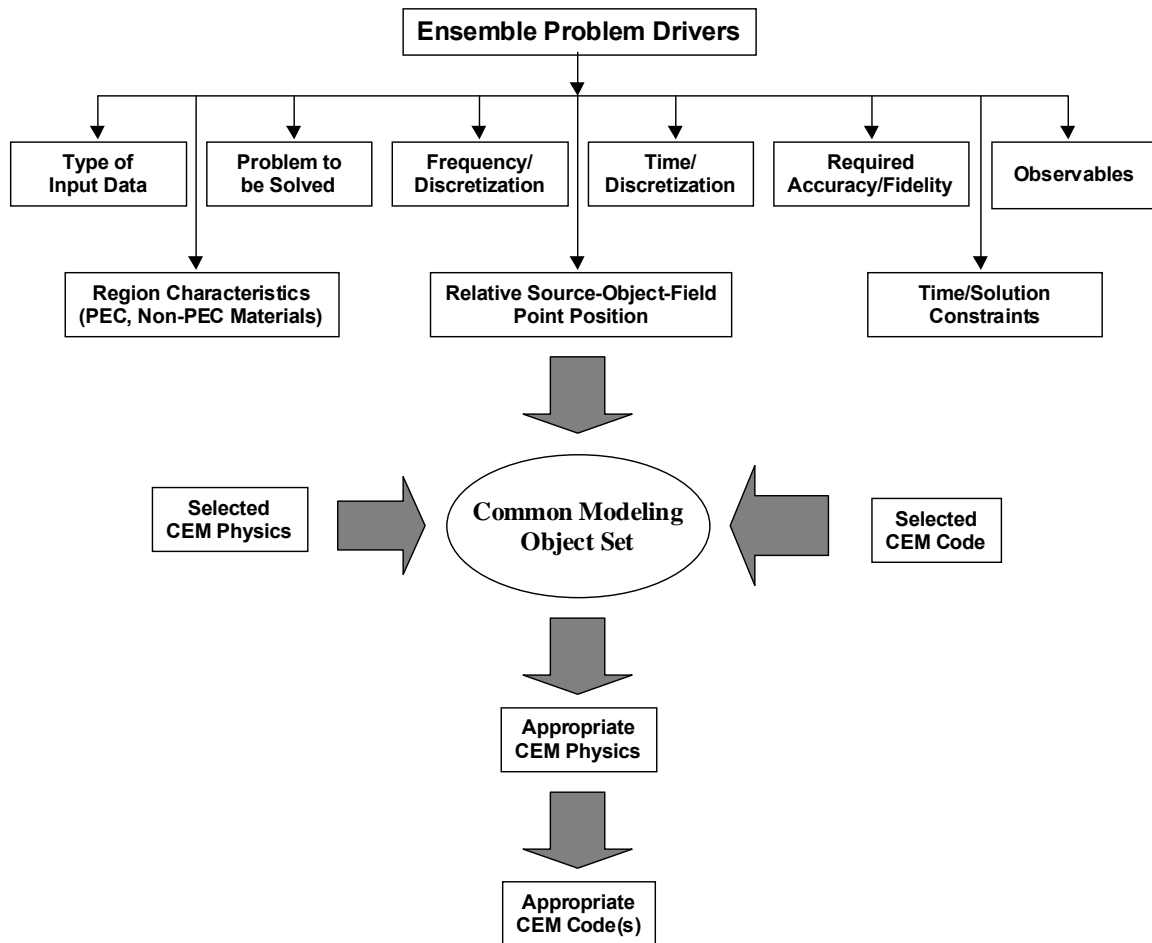 Ensemble Problem Drivers
Type of
Input Data
Problem to
be Solved
Frequency/
Discretization
Time/
Discretization
Required
Accuracy/Fidelity
Observables
Region Characteristics
(PEC, Non-PEC Materials)
Relative Source-Object-Field
Point Position
Time/Solution
Constraints
Selected
CEM Physics
Common Modeling
Object Set
Selected
CEM Code
Appropriate
CEM Physics
Appropriate
CEM Code(s)